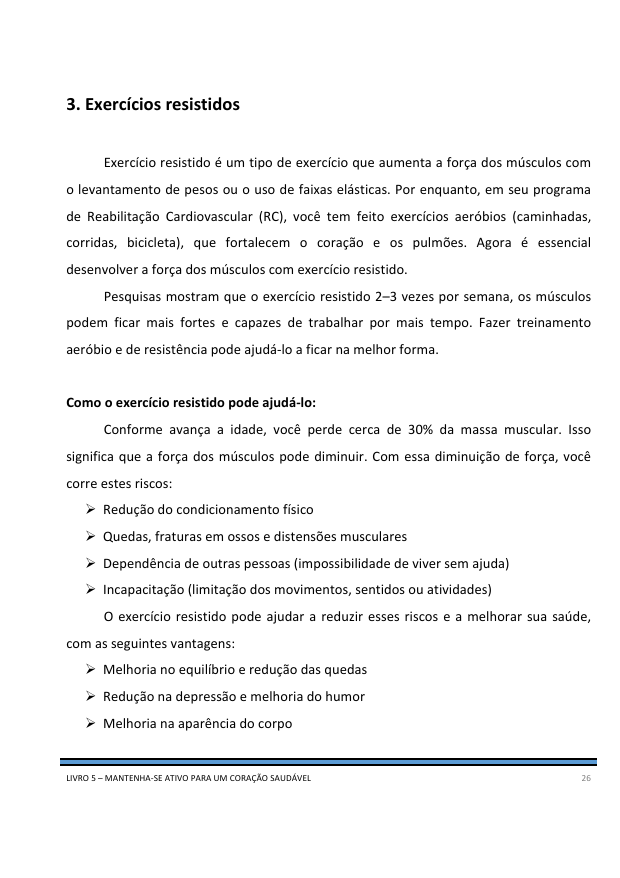 3. Exercícios resistidos
Exercício resistido é um tipo de exercício que aumenta a força dos músculos com
o levantamento de pesos ou o uso de faixas elásticas. Por enquanto, em seu programa
de Reabilitação Cardiovascular (RC), você tem feito exercícios aeróbios (caminhadas,
corridas, bicicleta), que fortalecem o coração e os pulmões. Agora é essencial
desenvolver a força dos músculos com exercício resistido.
Pesquisas mostram que o exercício resistido 2–3 vezes por semana, os músculos
podem ficar mais fortes e capazes de trabalhar por mais tempo. Fazer treinamento
aeróbio e de resistência pode ajudá-lo a ficar na melhor forma.
Como o exercício resistido pode ajudá-lo:
Conforme avança a idade, você perde cerca de 30% da massa muscular. Isso
significa que a força dos músculos pode diminuir. Com essa diminuição de força, você
corre estes riscos:
➢ Redução do condicionamento físico
➢ Quedas, fraturas em ossos e distensões musculares
➢ Dependência de outras pessoas (impossibilidade de viver sem ajuda)
➢ Incapacitação (limitação dos movimentos, sentidos ou atividades)
O exercício resistido pode ajudar a reduzir esses riscos e a melhorar sua saúde,
com as seguintes vantagens:
➢ Melhoria no equilíbrio e redução das quedas
➢ Redução na depressão e melhoria do humor
➢ Melhoria na aparência do corpo
LIVRO 5 – MANTENHA-SE ATIVO PARA UM CORAÇÃO SAUDÁVEL 26